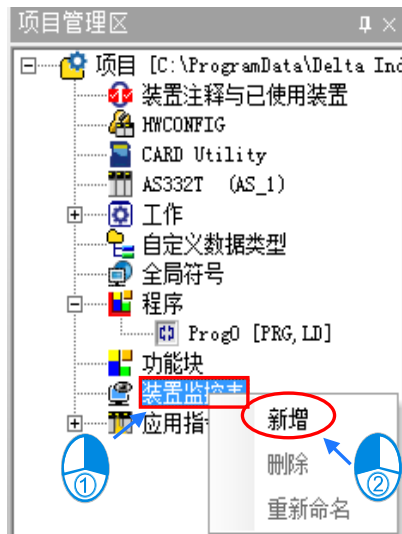 项目管理区
项目 [C:\ProgramData\Delta Ind
装置注释与已使用装置
HWCONFIG
CARD Utility
AS332T (AS_1)
工作
自定义数据类型
全局符号
程序
Prog0 [PRG,LD]
功能块
装置监控表
应用指
新增
删除
重新命名
①
②